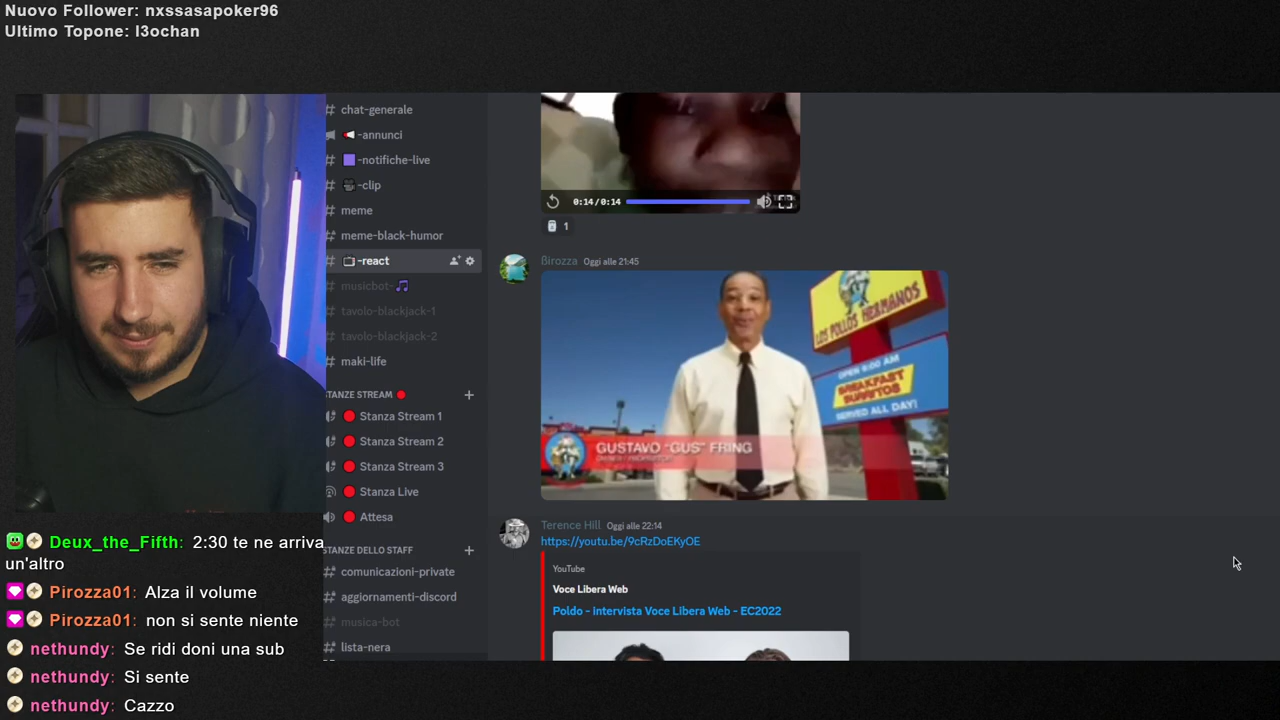 Nuovo Follower: nxssasapoker96
Ultimo Topone: l3ochan
chat-generale
-annunci
-notifiche-live
-clip
meme
meme-black-humor
-react
musicbot-
tavolo-blackjack-1
tavolo-blackjack-2
maki-life
STANZE STREAM
Stanza Stream 1
Stanza Stream 2
Stanza Stream 3
Stanza Live
Attesa
STANZE DELLO STAFF
comunicazioni-private
aggiornamenti-discord
musica-bot
lista-nera
0:14/0:14
1
ßirozza Oggi alle 21:45
LOS POLLOS HERMANOS
OPEN 6:00 AM
BREAKFAST
BURRITOS
SERVED ALL DAY!
GUSTAVO "GUS" FRING
Terence Hill Oggi alle 22:14
https://youtu.be/9cRzDoEKyOE
YouTube
Voce Libera Web
Poldo - intervista Voce Libera Web - EC2022
Deux_the_Fifth: 2:30 te ne arriva
un'altro
Pirozza01: Alza il volume
Pirozza01: non si sente niente
nethundy: Se ridi doni una sub
nethundy: Si sente
nethundy: Cazzo